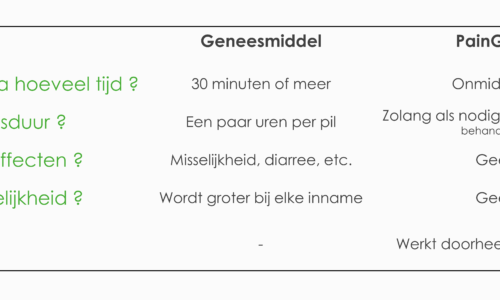 Geneesmiddel PainG
a hoeveel tijd ? 30 minuten of meer Onmid
sduur ? Een paar uren per pil Zolang als nodig
behand
ffecten ? Misselijkheid, diarree, etc. Gee
elijkheid ? Wordt groter bij elke inname Gee
- Werkt doorhee